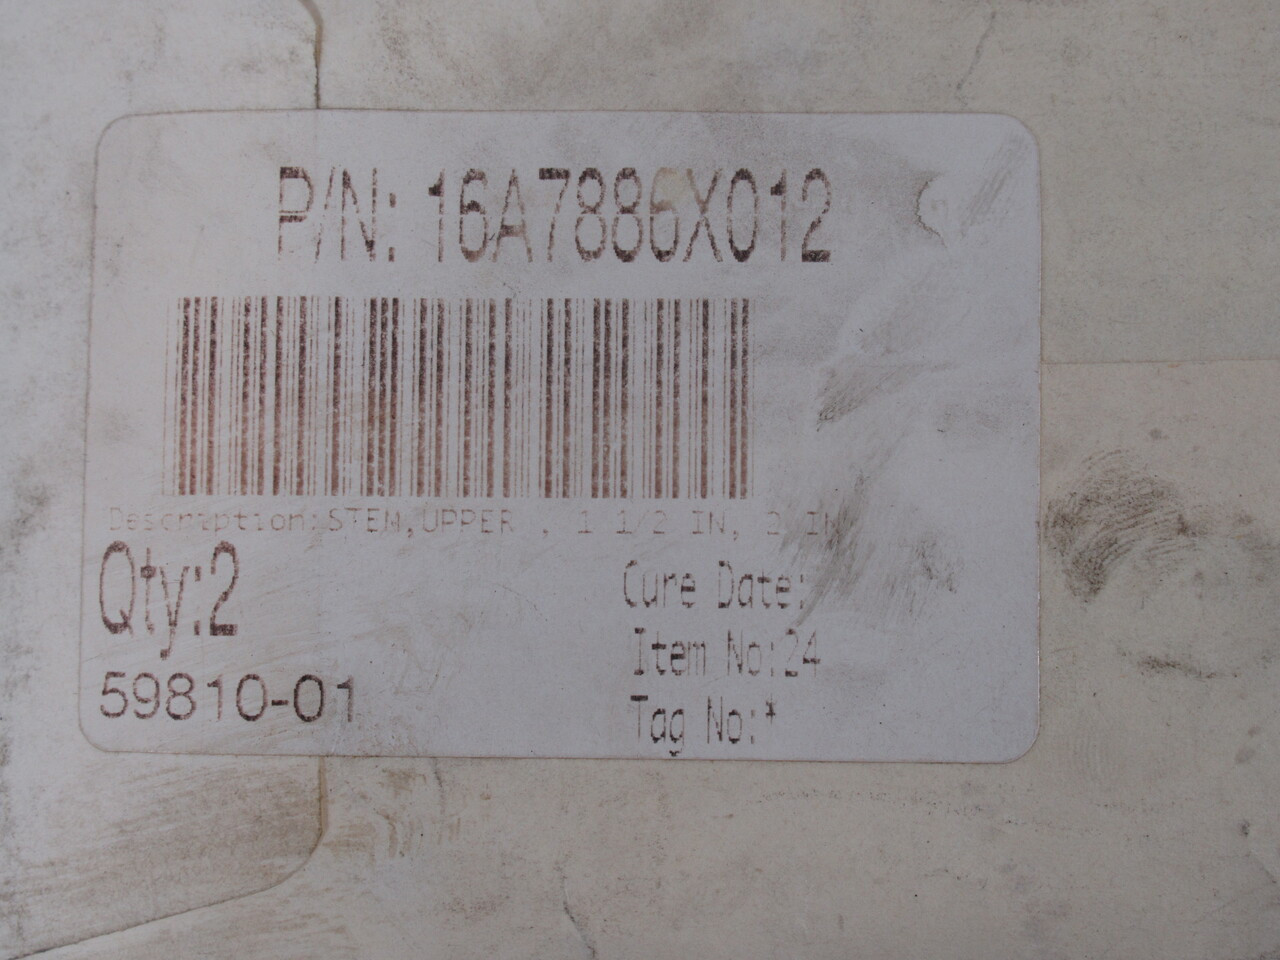 P/N: 16A7886X012
Description:STEM,UPPER , 1 1/2 IN, 2 IN
Qty:2
Cure Date:
Item No:24
59810-01
Tag No:*